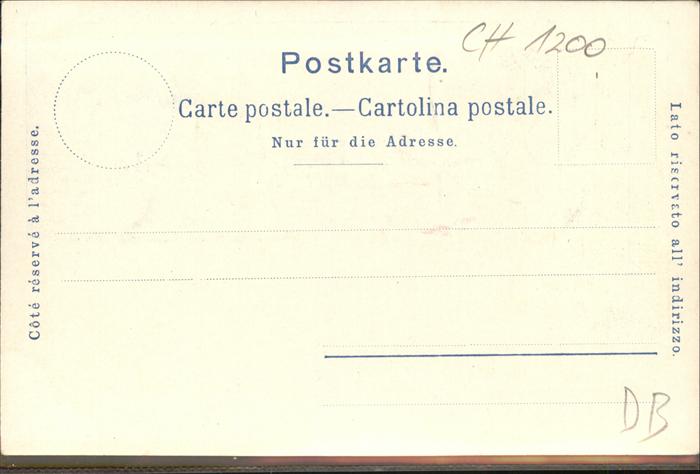 CH 1200
Postkarte.
Carte postale.—Cartolina postale.
Nur für die Adresse.
Côté réservé à l'adresse.
Lato riservato all' indirizzo.
DB